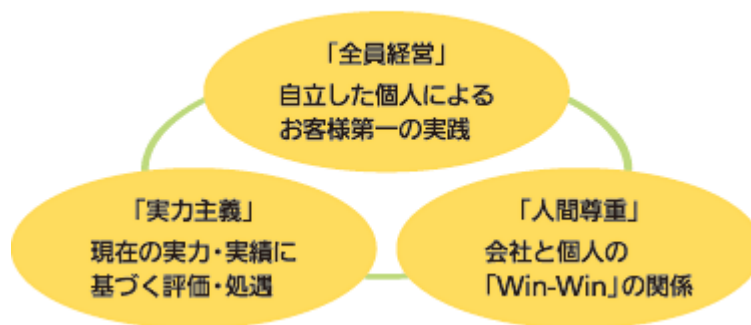 「全員経営」
自立した個人による
お客様第一の実践
「実力主義」
現在の実力・実績に
基づく評価・処遇
「人間尊重」
会社と個人の
「Win-Win」の関係